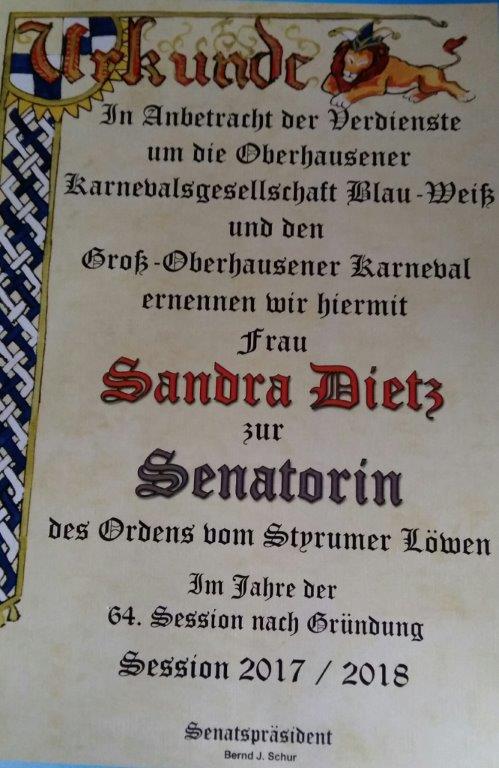 Urkunde
In Anbetracht der Verdienste
um die Oberhausener
Karnevalsgesellschaft Blau-Weiß
und den
Groß-Oberhausener Karneval
ernennen wir hiermit
Frau
Sandra Dietz
zur
Senatorin
des Ordens vom Styrumer Löwen
Im Jahre der
64. Session nach Gründung
Session 2017 / 2018
Senatspräsident
Bernd J. Schur